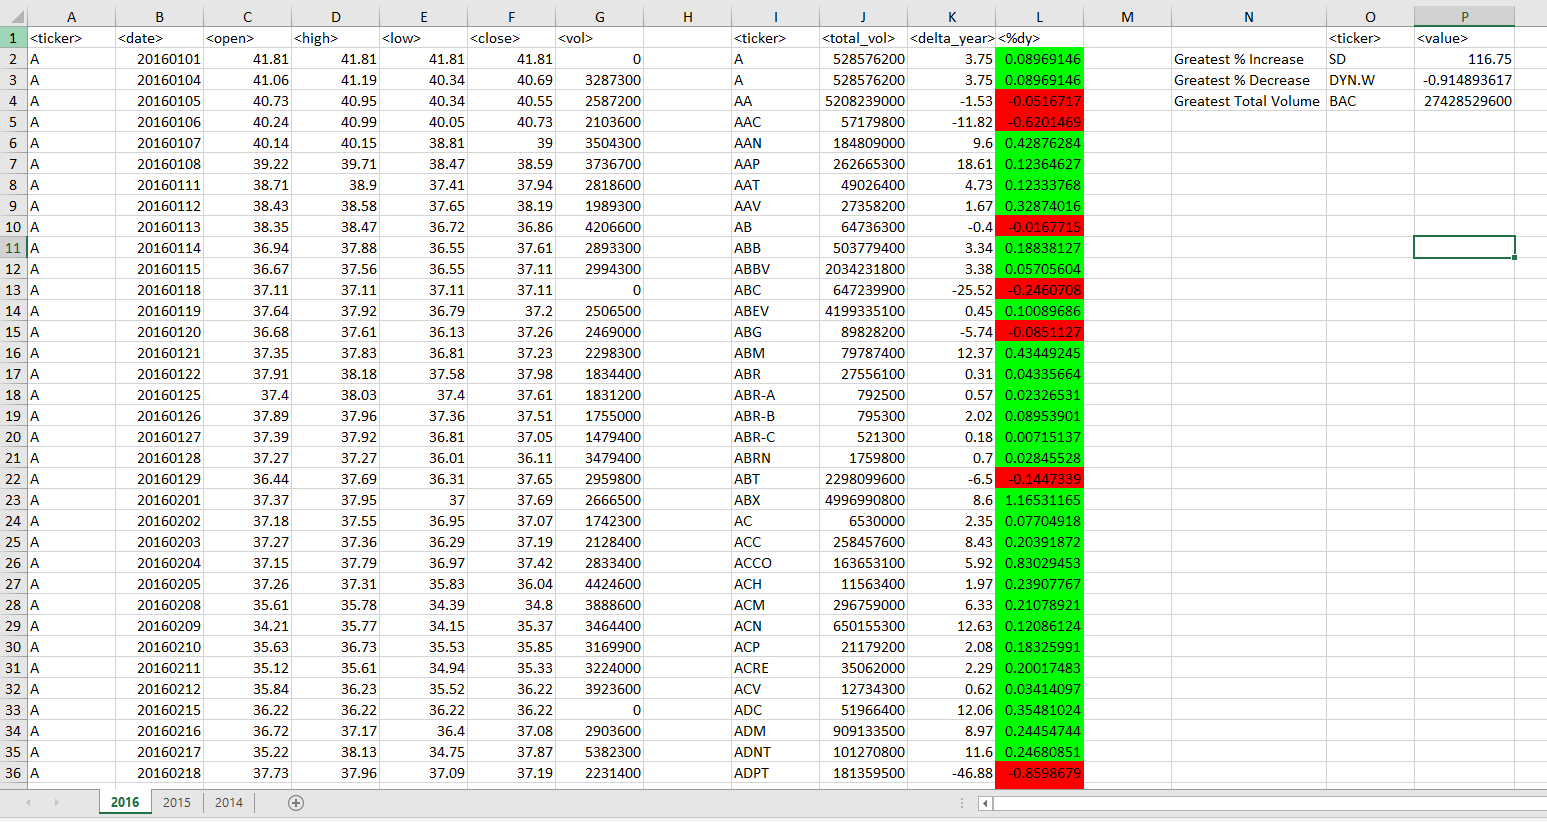 A B C D E F G H I J K L M N O P
1 <ticker> <date> <open> <high> <low> <close> <vol> <ticker> <total_vol> <delta_year> <%dy> <ticker> <value>
2 A 20160101 41.81 41.81 41.81 41.81 0 A 528576200 3.75 0.08969146 Greatest % Increase SD 116.75
3 A 20160104 41.06 41.19 40.34 40.69 3287300 A 528576200 3.75 0.08969146 Greatest % Decrease DYN.W -0.914893617
4 A 20160105 40.73 40.95 40.34 40.55 2587200 AA 5208239000 -1.53 -0.0516717 Greatest Total Volume BAC 27428529600
5 A 20160106 40.24 40.99 40.05 40.73 2103600 AAC 57179800 -11.82 -0.6201469
6 A 20160107 40.14 40.15 38.81 39 3504300 AAN 184809000 9.6 0.42876284
7 A 20160108 39.22 39.71 38.47 38.59 3736700 AAP 262665300 18.61 0.12364627
8 A 20160111 38.71 38.9 37.41 37.94 2818600 AAT 49026400 4.73 0.12333768
9 A 20160112 38.43 38.58 37.65 38.19 1989300 AAV 27358200 1.67 0.32874016
10 A 20160113 38.35 38.47 36.72 36.86 4206600 AB 64736300 -0.4 -0.0167715
11 A 20160114 36.94 37.88 36.55 37.61 2893300 ABB 503779400 3.34 0.18838127
12 A 20160115 36.67 37.56 36.55 37.11 2994300 ABBV 2034231800 3.38 0.05705604
13 A 20160118 37.11 37.11 37.11 37.11 0 ABC 647239900 -25.52 -0.2460708
14 A 20160119 37.64 37.92 36.79 37.2 2506500 ABEV 4199335100 0.45 0.10089686
15 A 20160120 36.68 37.61 36.13 37.26 2469000 ABG 89828200 -5.74 -0.0851127
16 A 20160121 37.35 37.83 36.81 37.23 2298300 ABM 79787400 12.37 0.43449245
17 A 20160122 37.91 38.18 37.58 37.98 1834400 ABR 27556100 0.31 0.04335664
18 A 20160125 37.4 38.03 37.4 37.61 1831200 ABR-A 792500 0.57 0.02326531
19 A 20160126 37.89 37.96 37.36 37.51 1755000 ABR-B 795300 2.02 0.08953901
20 A 20160127 37.39 37.92 36.81 37.05 1479400 ABR-C 521300 0.18 0.00715137
21 A 20160128 37.27 37.27 36.01 36.11 3479400 ABRN 1759800 0.7 0.02845528
22 A 20160129 36.44 37.69 36.31 37.65 2959800 ABT 2298099600 -6.5 -0.1447339
23 A 20160201 37.37 37.95 37 37.69 2666500 ABX 4996990800 8.6 1.16531165
24 A 20160202 37.18 37.55 36.95 37.07 1742300 AC 6530000 2.35 0.07704918
25 A 20160203 37.27 37.36 36.29 37.19 2128400 ACC 258457600 8.43 0.20391872
26 A 20160204 37.15 37.79 36.97 37.42 2833400 ACCO 163653100 5.92 0.83029453
27 A 20160205 37.26 37.31 35.83 36.04 4424600 ACH 11563400 1.97 0.23907767
28 A 20160208 35.61 35.78 34.39 34.8 3888600 ACM 296759000 6.33 0.21078921
29 A 20160209 34.21 35.77 34.15 35.37 3464400 ACN 650155300 12.63 0.12086124
30 A 20160210 35.63 36.73 35.53 35.85 3169900 ACP 21179200 2.08 0.18325991
31 A 20160211 35.12 35.61 34.94 35.33 3224000 ACRE 35062000 2.29 0.20017483
32 A 20160212 35.84 36.23 35.52 36.22 3923600 ACV 12734300 0.62 0.03414097
33 A 20160215 36.22 36.22 36.22 36.22 0 ADC 51966400 12.06 0.35481024
34 A 20160216 36.72 37.17 36.4 37.08 2903600 ADM 909133500 8.97 0.24454744
35 A 20160217 35.22 38.13 34.75 37.87 5382300 ADNT 101270800 11.6 0.24680851
36 A 20160218 37.73 37.96 37.09 37.19 2231400 ADPT 181359500 -46.88 -0.8598679
2016 2015 2014